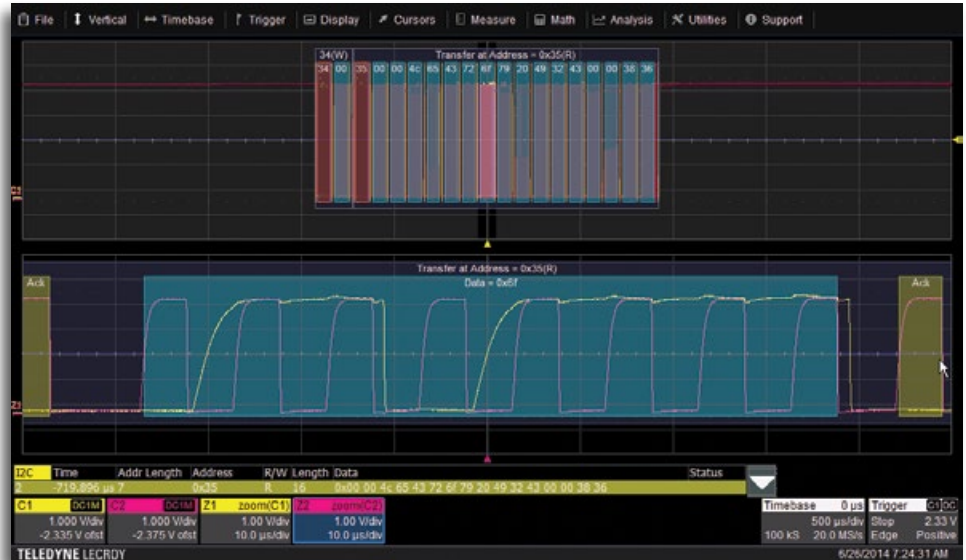 File Vertical Timebase Trigger Display Cursors Measure Math Analysis Utilities Support
34(W) Transfer at Address = 0x35(R)
34 00 35 00 00 4c 65 43 72 6f 79 20 49 32 43 00 00 38 36
C2
Transfer at Address = 0x35(R)
Ack Data = 0x6f Ack
Z1
I2C Time Addr Length Address R/W Length Data Status
2 -719.896 µs 7 0x35 R 16 0x00 00 4c 65 43 72 6f 79 20 49 32 43 00 00 38 36
C1 DC1M C2 DC1M Z1 zoom(C1) Z2 zoom(C2) Timebase 0 µs Trigger C1 DC
1.000 V/div 1.000 V/div 1.00 V/div 1.00 V/div 500 µs/div Stop 2.33 V
-2.335 V ofst -2.375 V ofst 10.0 µs/div 10.0 µs/div 100 kS 20.0 MS/s Edge Positive
TELEDYNE LECROY 6/26/2014 7:24:31 AM